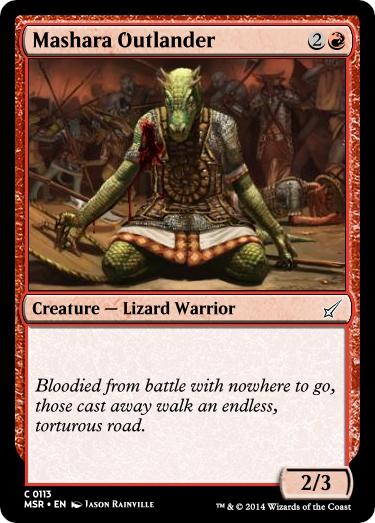 Mashara Outlander 2
Creature — Lizard Warrior
Bloodied from battle with nowhere to go,
those cast away walk an endless,
torturous road.
2/3
C 0113
MSR • EN Jason Rainville
™ & © 2014 Wizards of the Coast